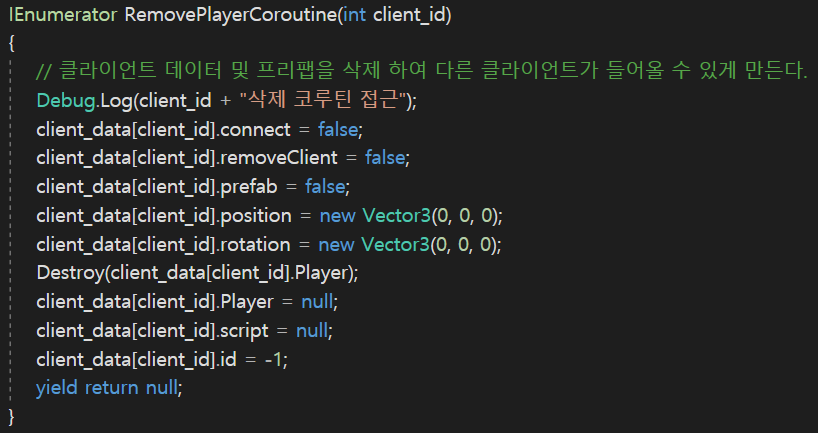 IEnumerator RemovePlayerCoroutine(int client_id)
{
// 클라이언트 데이터 및 프리팹을 삭제 하여 다른 클라이언트가 들어올 수 있게 만든다.
Debug.Log(client_id + "삭제 코루틴 접근");
client_data[client_id].connect = false;
client_data[client_id].removeClient = false;
client_data[client_id].prefab = false;
client_data[client_id].position = new Vector3(0, 0, 0);
client_data[client_id].rotation = new Vector3(0, 0, 0);
Destroy(client_data[client_id].Player);
client_data[client_id].Player = null;
client_data[client_id].script = null;
client_data[client_id].id = -1;
yield return null;
}